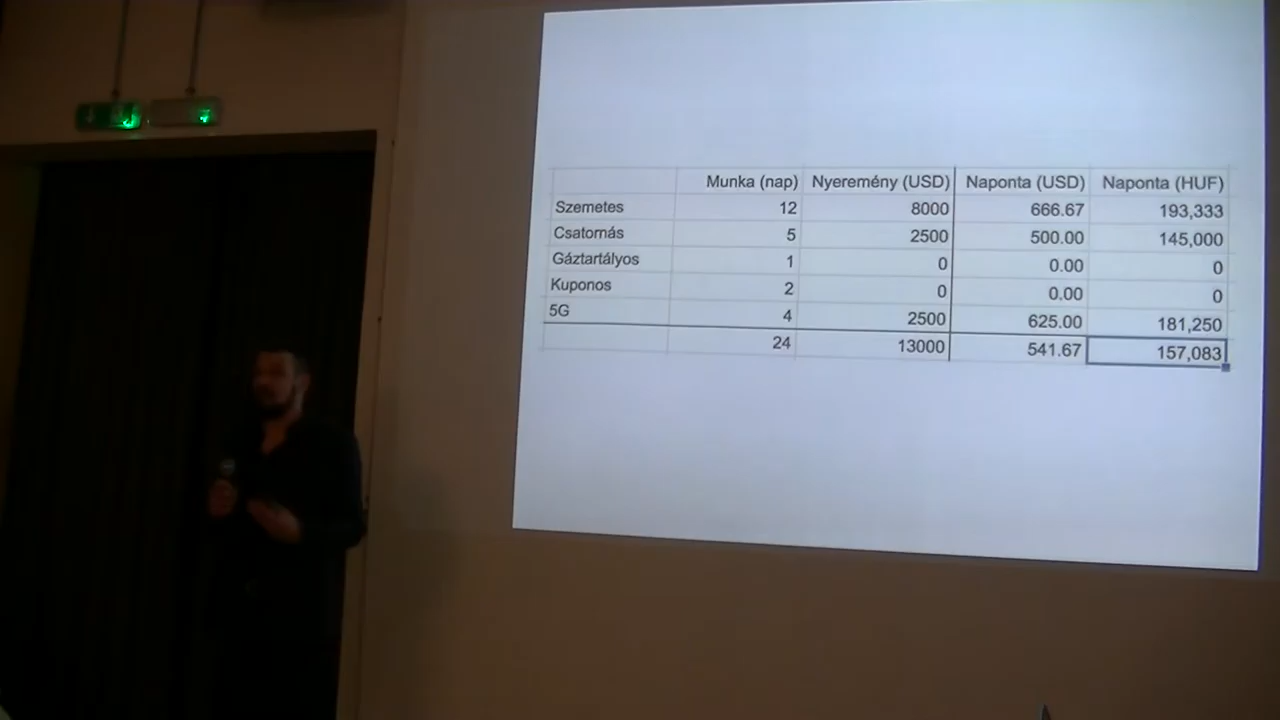 Munka (nap) Nyeremény (USD) Naponta (USD) Naponta (HUF)
Szemetes 12 8000 666.67 193,333
Csatornás 5 2500 500.00 145,000
Gáztartályos 1 0 0.00 0
Kuponos 2 0 0.00 0
5G 4 2500 625.00 181,250
24 13000 541.67 157,083